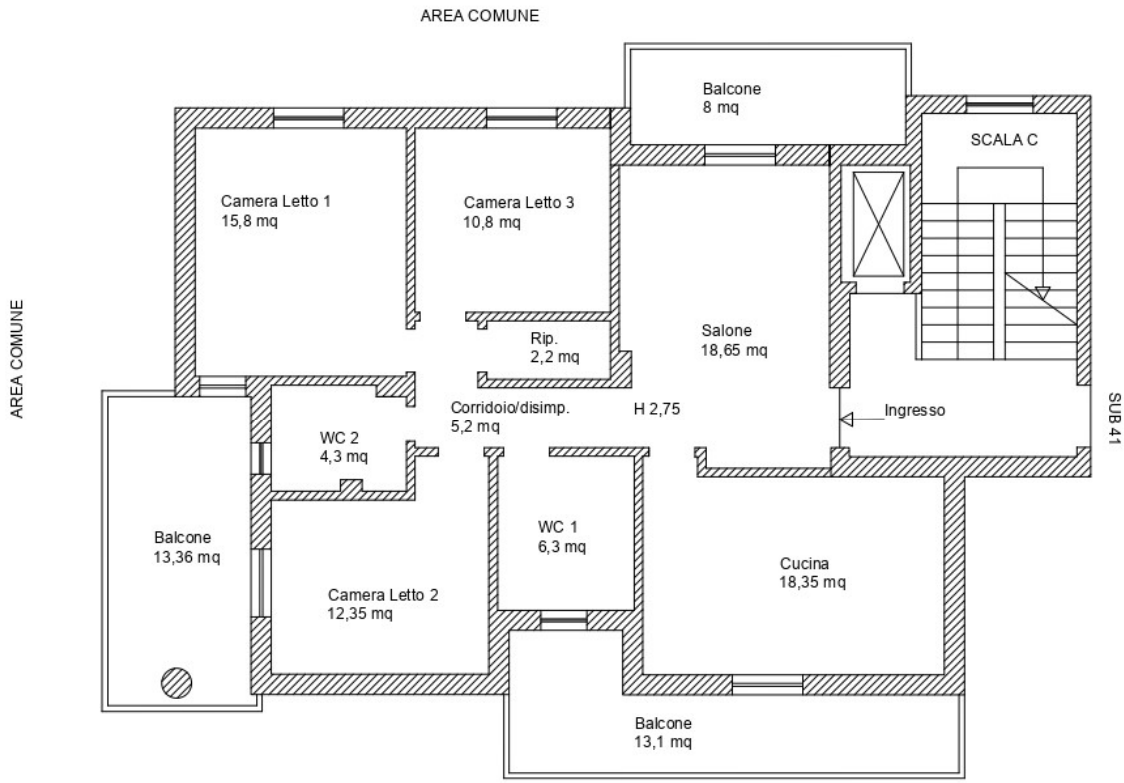 AREA COMUNE
Balcone
8 mq
SCALA C
Camera Letto 1
15,8 mq
Camera Letto 3
10,8 mq
AREA COMUNE
Rip.
2,2 mq
Salone
18,65 mq
Corridoio/disimp.
5,2 mq
H 2,75
Ingresso
SUB 41
WC 2
4,3 mq
Balcone
13,36 mq
WC 1
6,3 mq
Cucina
18,35 mq
Camera Letto 2
12,35 mq
Balcone
13,1 mq